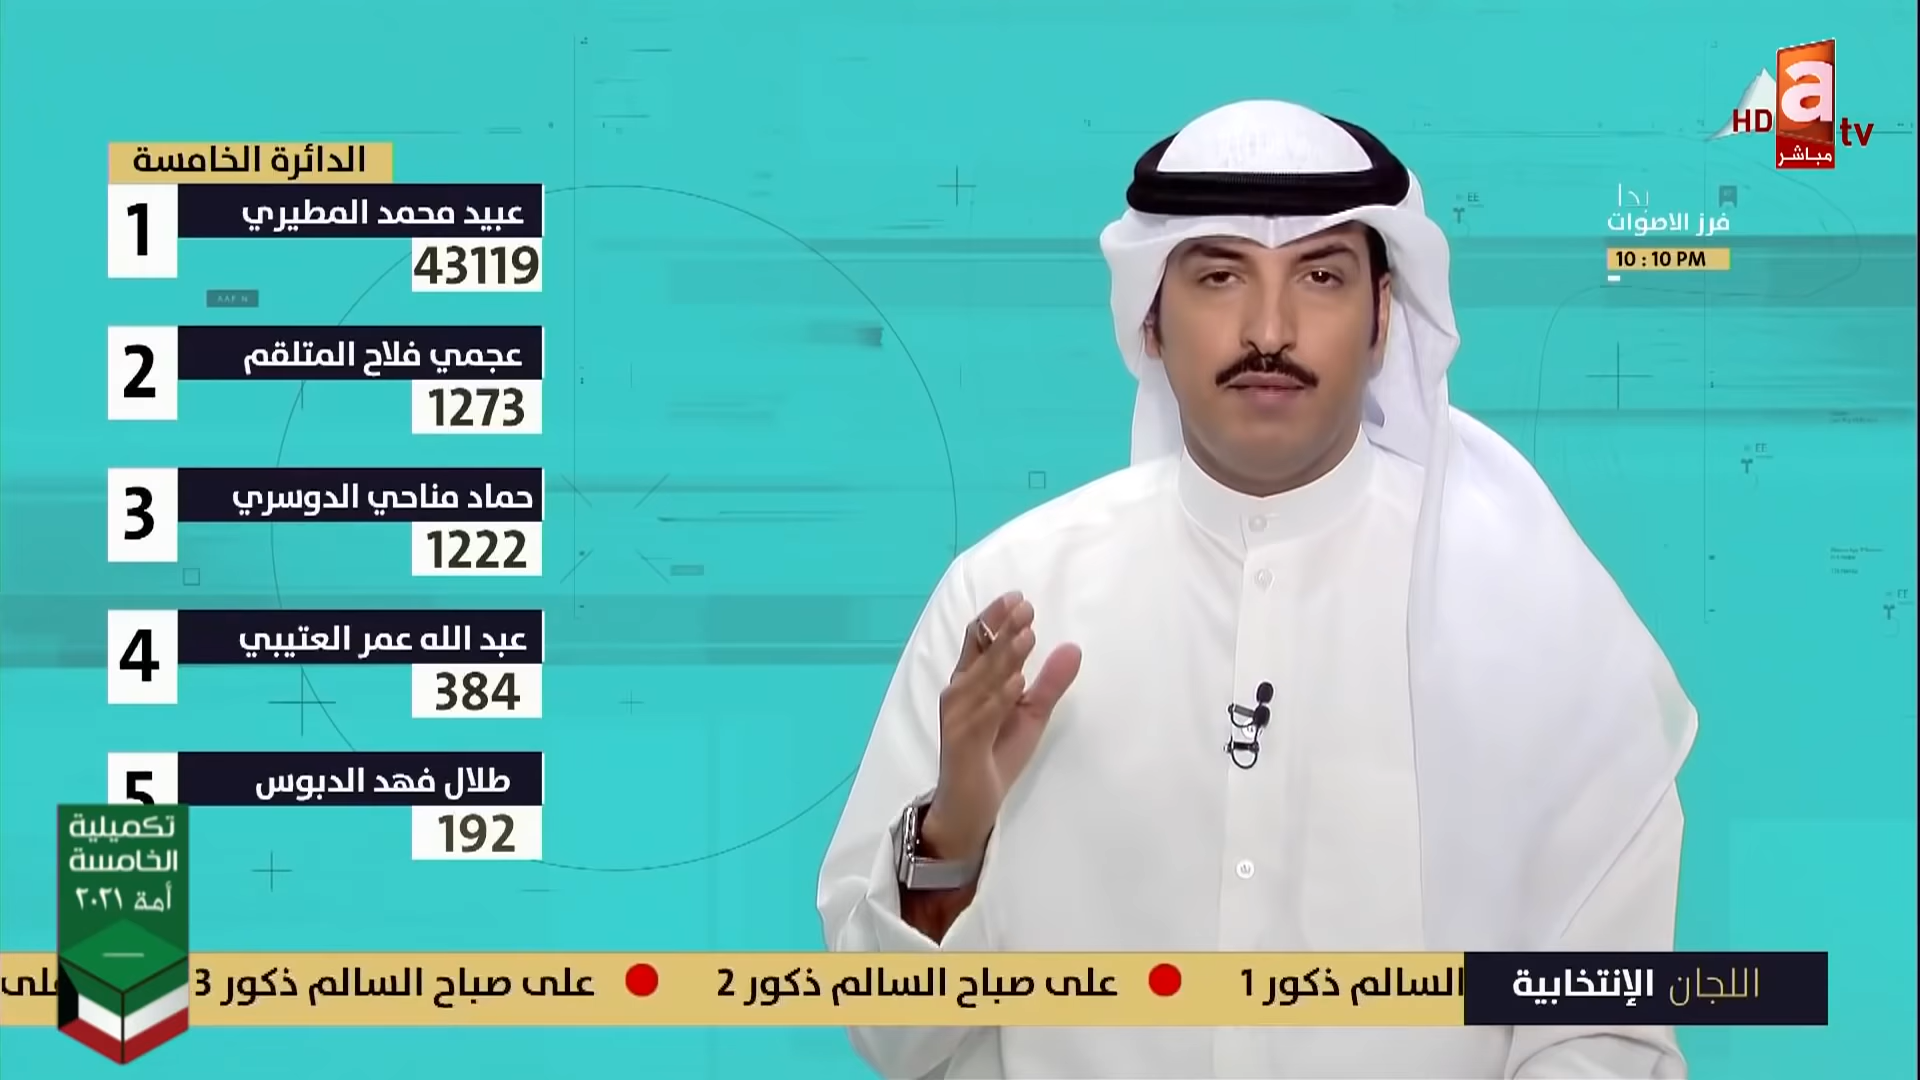 HD a tv
مباشر
بدا
فرز الاصوات
10 : 10 PM
الدائرة الخامسة
1
عبيد محمد المطيري
43119
2
عجمي فلاح المتلقم
1273
3
حماد مناحي الدوسري
1222
4
عبد الله عمر العتيبي
384
5
طلال فهد الدبوس
192
تكميلية
الخامسة
أمة ٢٠٢١
اللجان الإنتخابية
السالم ذكور 1 على صباح السالم ذكور 2 على صباح السالم ذكور 3